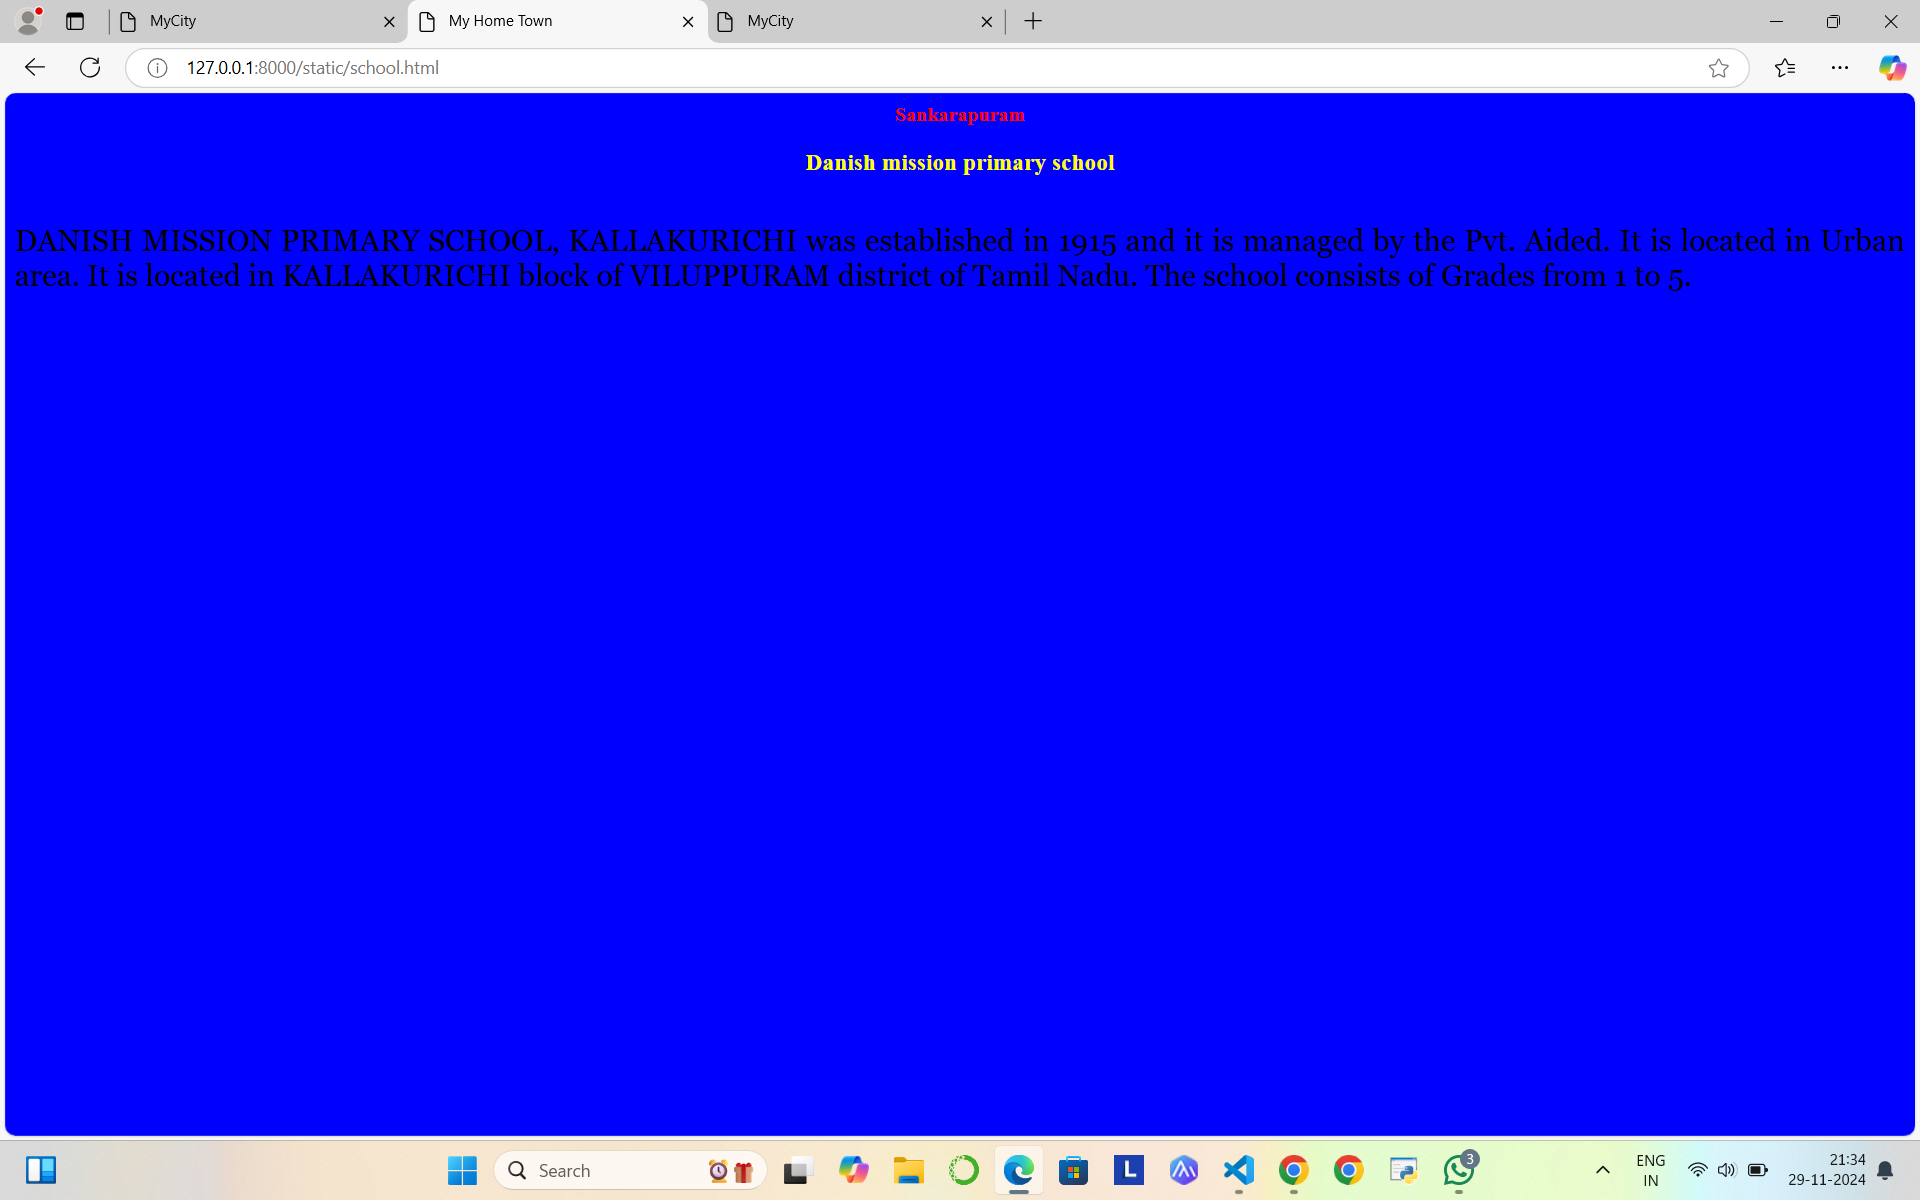 MyCity
My Home Town
MyCity
127.0.0.1:8000/static/school.html
Sankarapuram
Danish mission primary school
DANISH MISSION PRIMARY SCHOOL, KALLAKURICHI was established in 1915 and it is managed by the Pvt. Aided. It is located in Urban
area. It is located in KALLAKURICHI block of VILUPPURAM district of Tamil Nadu. The school consists of Grades from 1 to 5.
Search
L
3
ENG
IN
21:34
29-11-2024